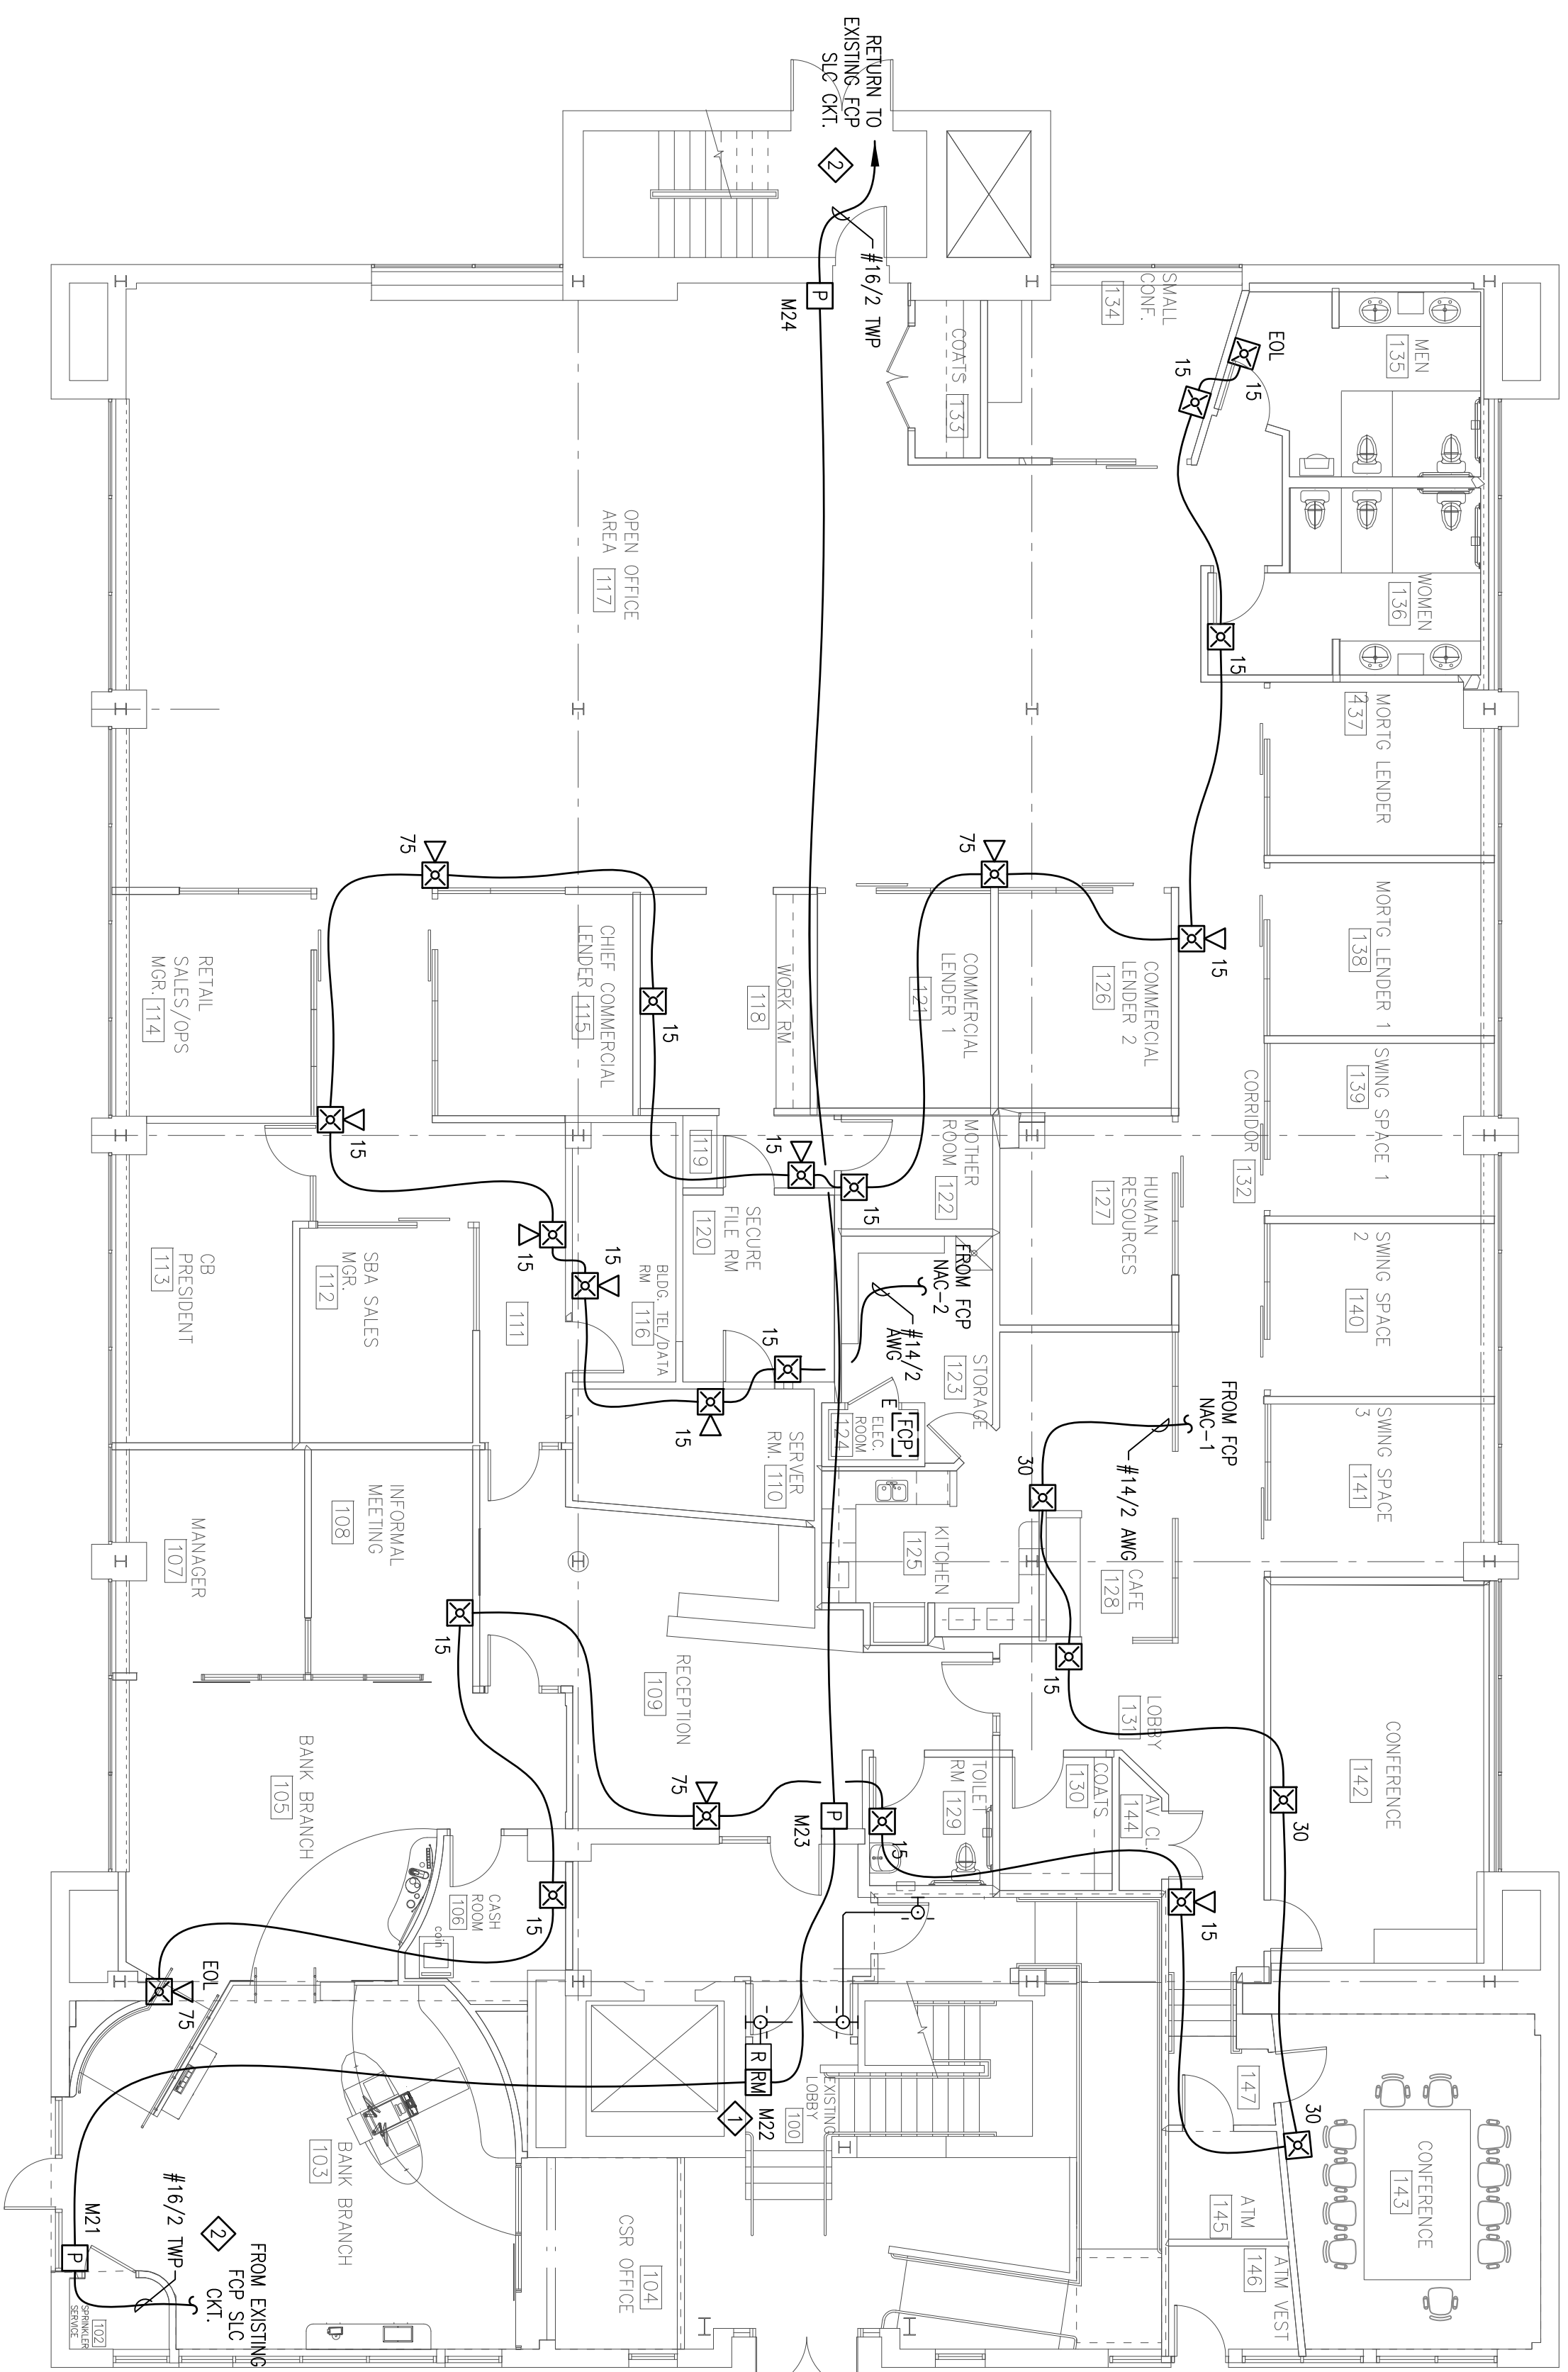 RETURN TO
EXISTING FCP
SLC CKT.
2
#16/2 TWP
P
M24
SMALL
CONF.
134
COATS 133
MEN
135
EOL
15
15
WOMEN
136
15
OPEN OFFICE
AREA 117
MORTG LENDER
2
137
MORTG LENDER 1
138
SWING SPACE 1
139
SWING SPACE
2
140
SWING SPACE
3
141
CORRIDOR 132
75
75
15
15
COMMERCIAL
LENDER 2
126
COMMERCIAL
LENDER 1
121
WORK RM
118
CHIEF COMMERCIAL
LENDER 115
RETAIL
SALES/OPS
MGR. 114
15
15
15
MOTHER
ROOM 122
HUMAN
RESOURCES
127
119
SECURE
FILE RM
120
BLDG. TEL/DATA
RM
116
15
15
111
SBA SALES
MGR.
112
CB
PRESIDENT
113
FROM FCP
NAC-2
#14/2
AWG
STORAGE
123
FROM FCP
NAC-1
#14/2 AWG
15
15
E
FCP
ELEC.
ROOM
124
SERVER
RM. 110
30
KITCHEN
125
CAFE
128
INFORMAL
MEETING
108
MANAGER
107
15
RECEPTION
109
15
LOBBY
131
CONFERENCE
142
30
COATS
130
AV CL.
144
TOILET
RM 129
15
15
P
M23
75
BANK BRANCH
105
CASH
ROOM
106
coin
15
EOL
75
R
RM
M22
1
EXISTING
LOBBY
100
147
30
CONFERENCE
143
ATM
145
ATM VEST
146
BANK BRANCH
103
CSR OFFICE
104
M21
P
#16/2 TWP
2
FROM EXISTING
FCP SLC
CKT.
102
SPRINKLER
SERVICE